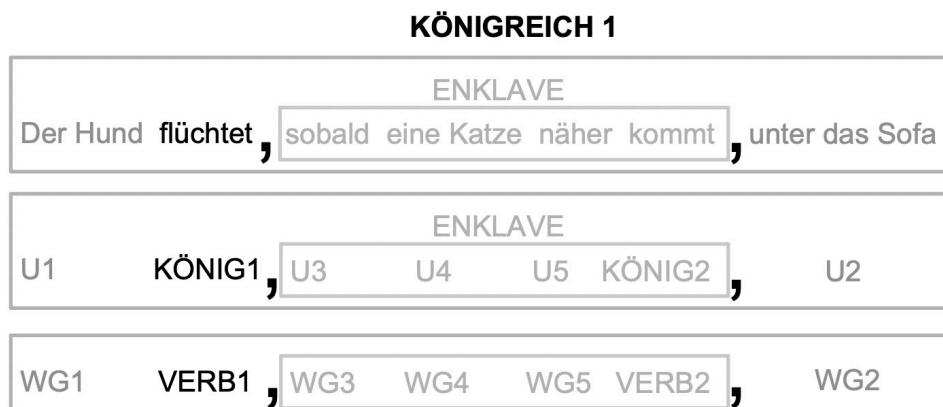 KÖNIGREICH 1
ENKLAVE
Der Hund flüchtet, sobald eine Katze näher kommt, unter das Sofa
ENKLAVE
U1 KÖNIG1, U3 U4 U5 KÖNIG2, U2
WG1 VERB1, WG3 WG4 WG5 VERB2, WG2